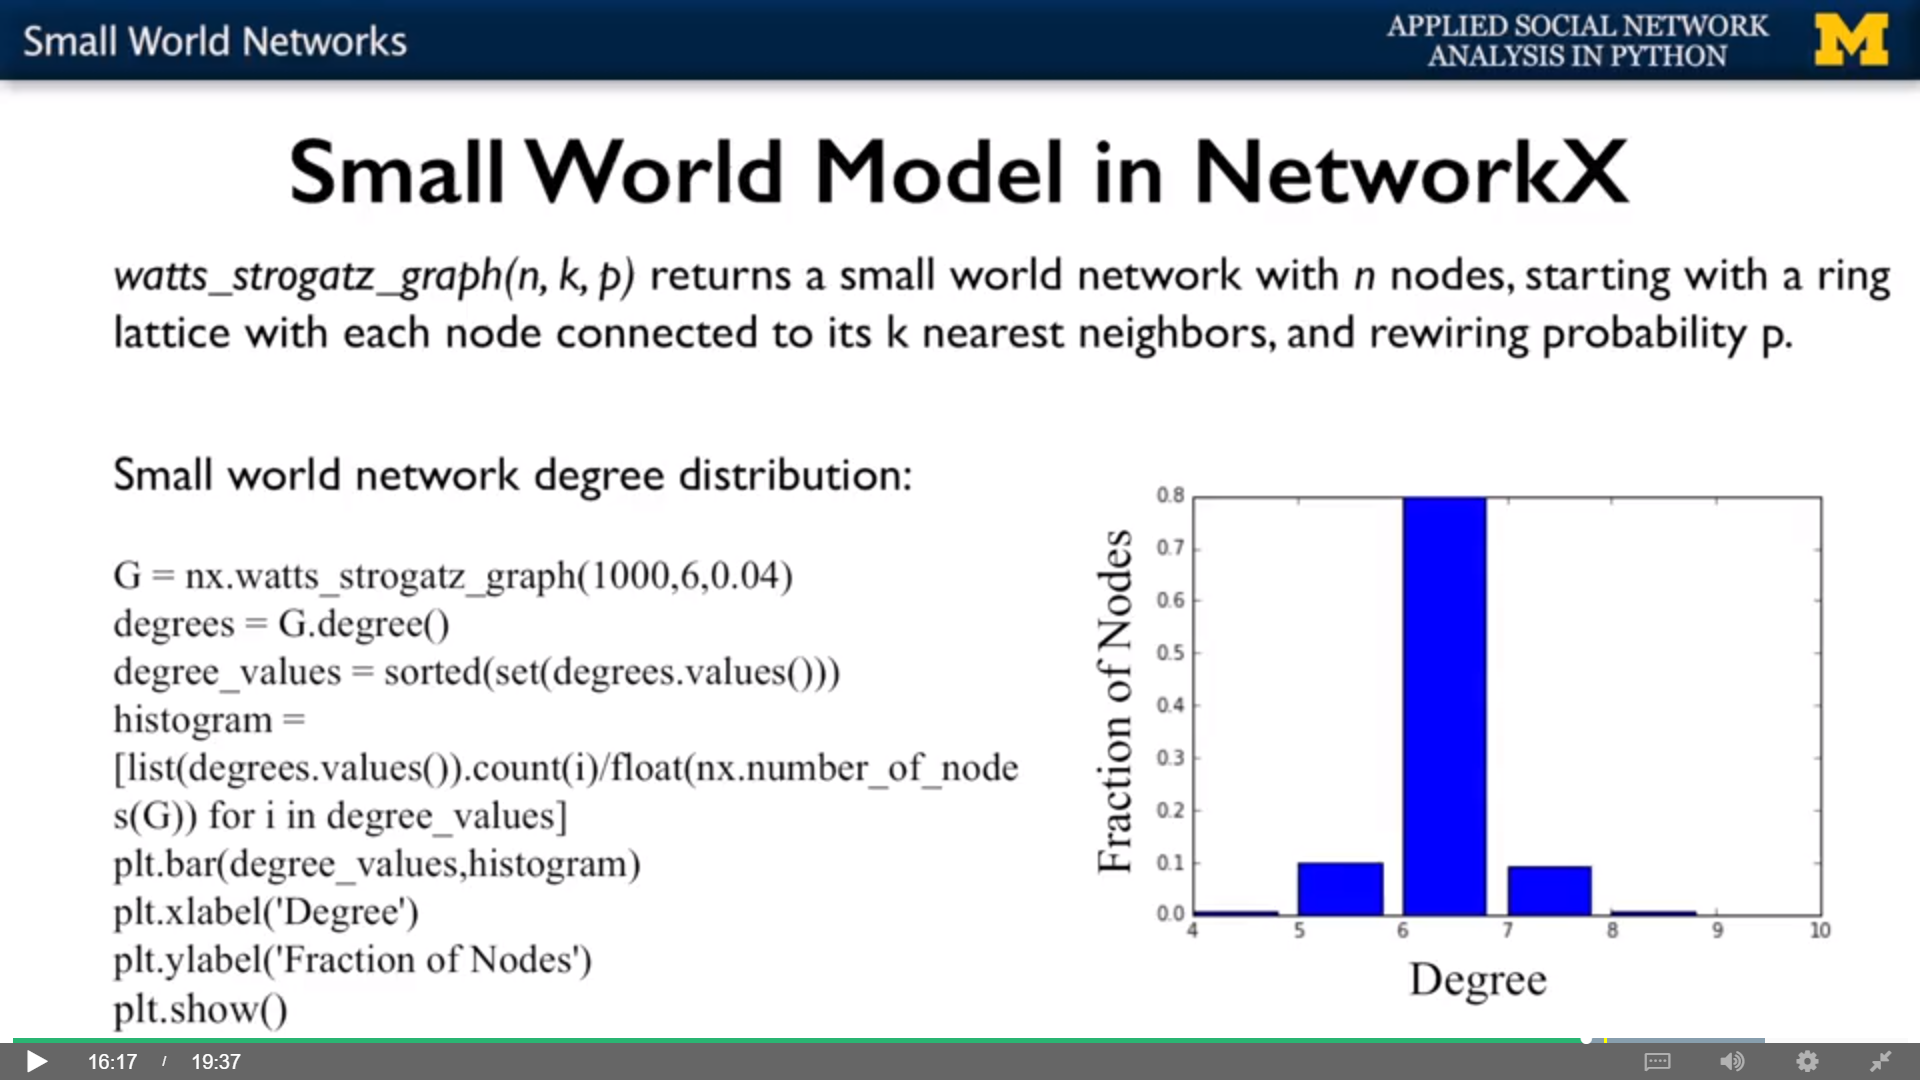 Small World Networks
APPLIED SOCIAL NETWORK
ANALYSIS IN PYTHON
M
Small World Model in NetworkX
watts_strogatz_graph(n, k, p) returns a small world network with n nodes, starting with a ring
lattice with each node connected to its k nearest neighbors, and rewiring probability p.
Small world network degree distribution:
G = nx.watts_strogatz_graph(1000,6,0.04)
degrees = G.degree()
degree_values = sorted(set(degrees.values()))
histogram =
[list(degrees.values()).count(i)/float(nx.number_of_node
s(G)) for i in degree_values]
plt.bar(degree_values,histogram)
plt.xlabel('Degree')
plt.ylabel('Fraction of Nodes')
plt.show()
Fraction of Nodes
0.8
0.7
0.6
0.5
0.4
0.3
0.2
0.1
0.0
4 5 6 7 8 9 10
Degree
16:17 / 19:37